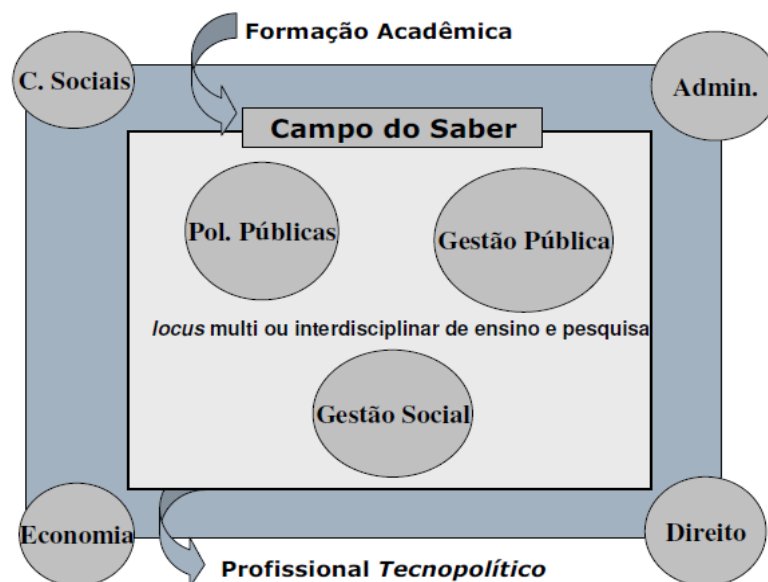 Formação Acadêmica
C. Sociais
Admin.
Campo do Saber
Pol. Públicas
Gestão Pública
locus multi ou interdisciplinar de ensino e pesquisa
Gestão Social
Economia
Direito
Profissional Tecnopolítico